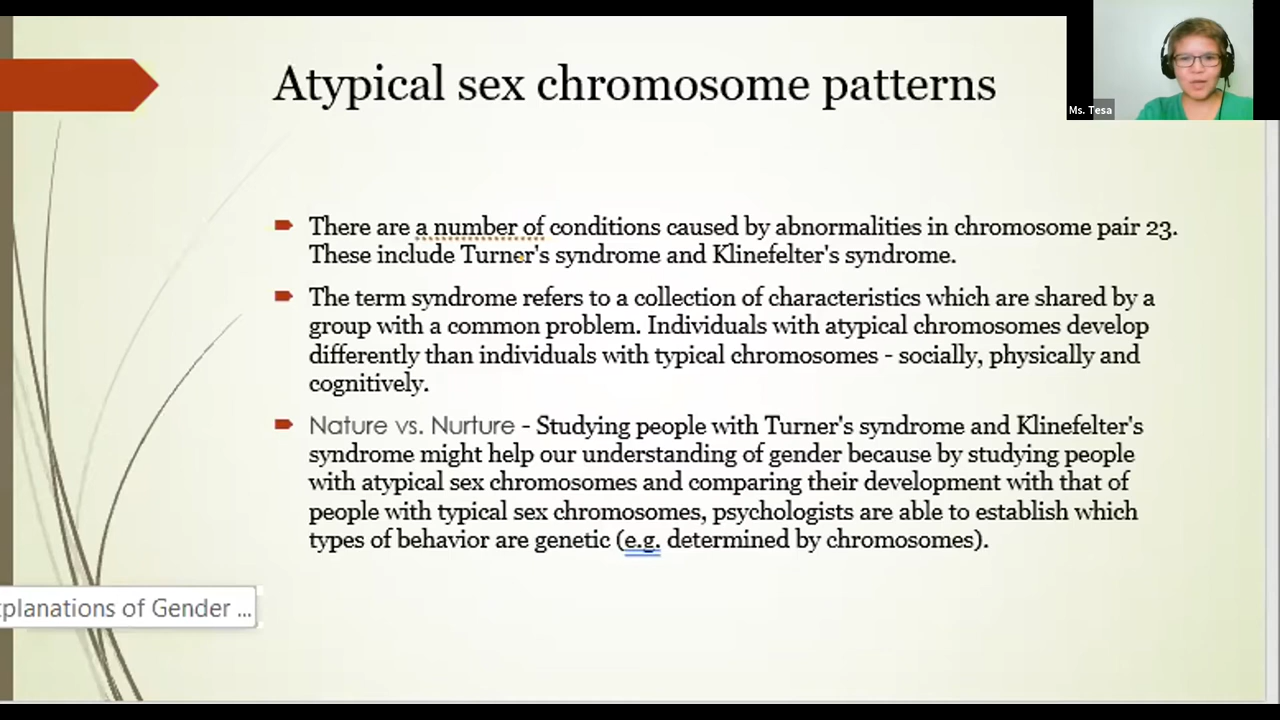 Atypical sex chromosome patterns
Ms. Tesa
There are a number of conditions caused by abnormalities in chromosome pair 23.
These include Turner's syndrome and Klinefelter's syndrome.
The term syndrome refers to a collection of characteristics which are shared by a
group with a common problem. Individuals with atypical chromosomes develop
differently than individuals with typical chromosomes - socially, physically and
cognitively.
Nature vs. Nurture - Studying people with Turner's syndrome and Klinefelter's
syndrome might help our understanding of gender because by studying people
with atypical sex chromosomes and comparing their development with that of
people with typical sex chromosomes, psychologists are able to establish which
types of behavior are genetic (e.g. determined by chromosomes).
of Gender ...